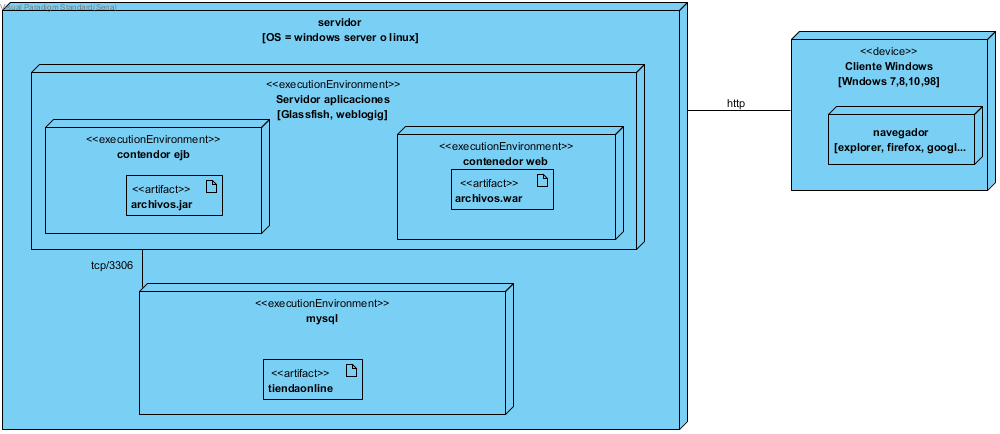 Visual Paradigm Standard(Sena)
servidor
[OS = windows server o linux]
<<executionEnvironment>>
Servidor aplicaciones
[Glassfish, weblogig]
<<executionEnvironment>>
contendor ejb
<<artifact>>
archivos.jar
<<executionEnvironment>>
contenedor web
<<artifact>>
archivos.war
tcp/3306
<<executionEnvironment>>
mysql
<<artifact>>
tiendaonline
http
<<device>>
Cliente Windows
[Wndows 7,8,10,98]
navegador
[explorer, firefox, googl...